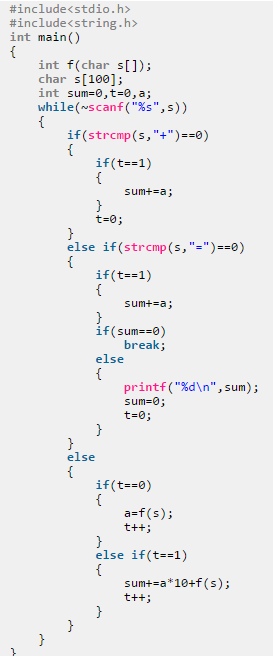 #include<stdio.h>
#include<string.h>
int main()
{
    int f(char s[]);
    char s[100];
    int sum=0,t=0,a;
    while(~scanf("%s",s))
    {
        if(strcmp(s,"+")==0)
        {
            if(t==1)
            {
                sum+=a;
            }
            t=0;
        }
        else if(strcmp(s,"=")==0)
        {
            if(t==1)
            {
                sum+=a;
            }
            if(sum==0)
                break;
            else
            {
                printf("%d\n",sum);
                sum=0;
                t=0;
            }
        }
        else
        {
            if(t==0)
            {
                a=f(s);
                t++;
            }
            else if(t==1)
            {
                sum+=a*10+f(s);
                t++;
            }
        }
    }
}